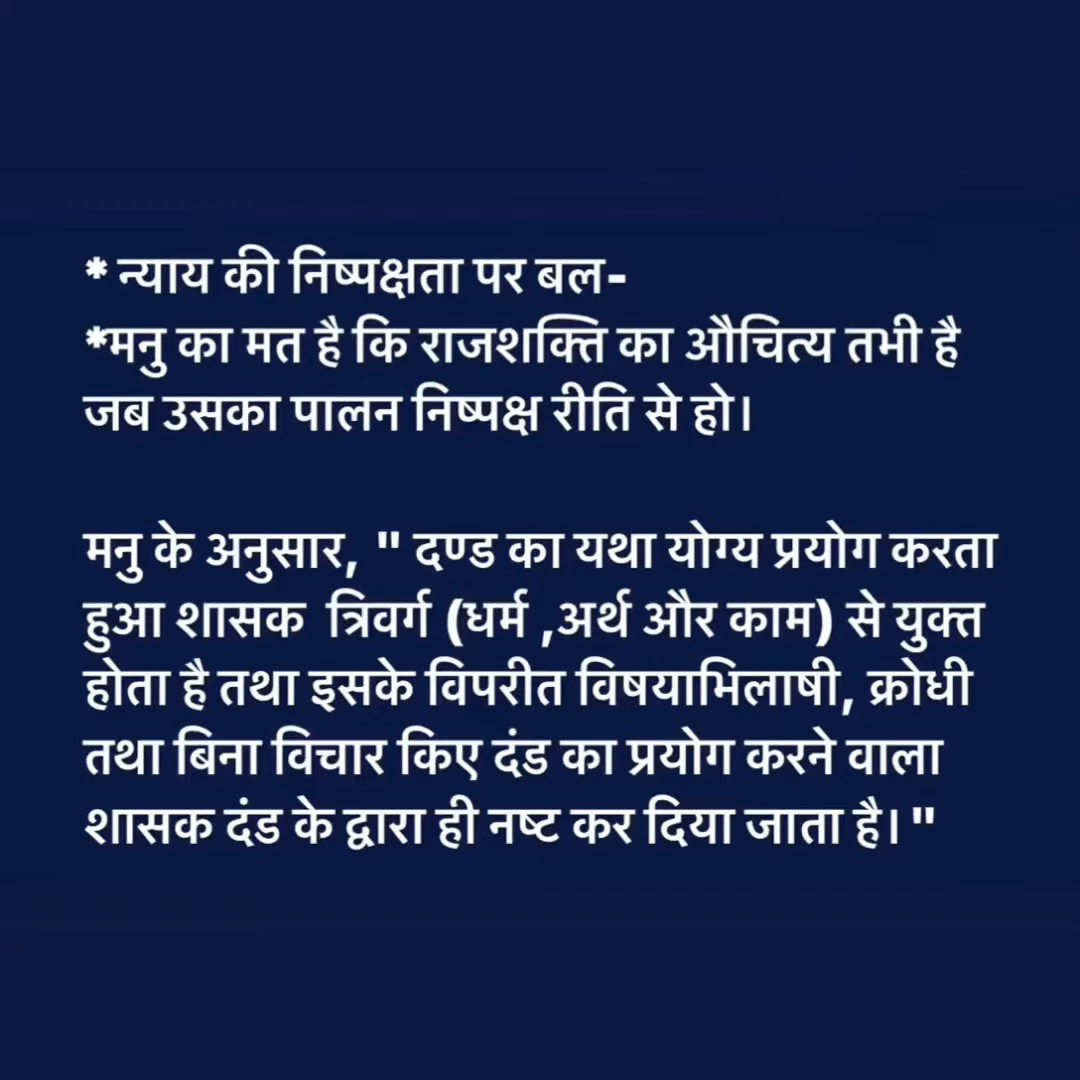 * न्याय की निष्पक्षता पर बल-
*मनु का मत है कि राजशक्ति का औचित्य तभी है
जब उसका पालन निष्पक्ष रीति से हो।
मनु के अनुसार, " दण्ड का यथा योग्य प्रयोग करता
हुआ शासक त्रिवर्ग (धर्म ,अर्थ और काम) से युक्त
होता है तथा इसके विपरीत विषयाभिलाषी, क्रोधी
तथा बिना विचार किए दंड का प्रयोग करने वाला
शासक दंड के द्वारा ही नष्ट कर दिया जाता है। "